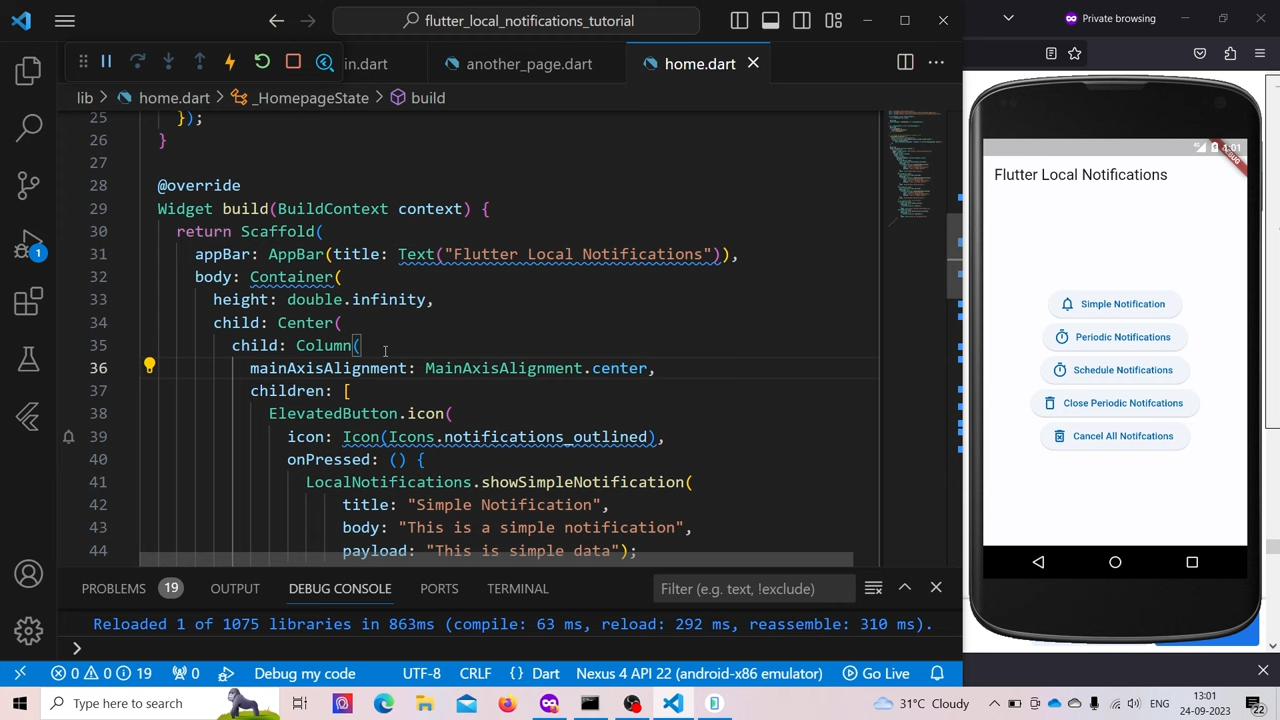 flutter_local_notifications_tutorial
Private browsing
in.dart
another_page.dart
home.dart
lib > home.dart > _HomepageState > build
25 });
26 }
27
28 @override
29 Widget build(BuildContext context) {
30 return Scaffold(
31 appBar: AppBar(title: Text("Flutter Local Notifications")),
32 body: Container(
33 height: double.infinity,
34 child: Center(
35 child: Column(
36 mainAxisAlignment: MainAxisAlignment.center,
37 children: [
38 ElevatedButton.icon(
39 icon: Icon(Icons.notifications_outlined),
40 onPressed: () {
41 LocalNotifications.showSimpleNotification(
42 title: "Simple Notification",
43 body: "This is a simple notification",
44 payload: "This is simple data");
1
PROBLEMS 19 OUTPUT DEBUG CONSOLE PORTS TERMINAL
Filter (e.g. text, !exclude)
Reloaded 1 of 1075 libraries in 863ms (compile: 63 ms, reload: 292 ms, reassemble: 310 ms).
>
0 0 19 0 Debug my code UTF-8 CRLF {} Dart Nexus 4 API 22 (android-x86 emulator) Go Live
4:01
Flutter Local Notifications
Simple Notification
Periodic Notifications
Schedule Notifications
Close Periodic Notifcations
Cancel All Notifcations
Type here to search
31°C Cloudy
ENG
13:01
24-09-2023
22